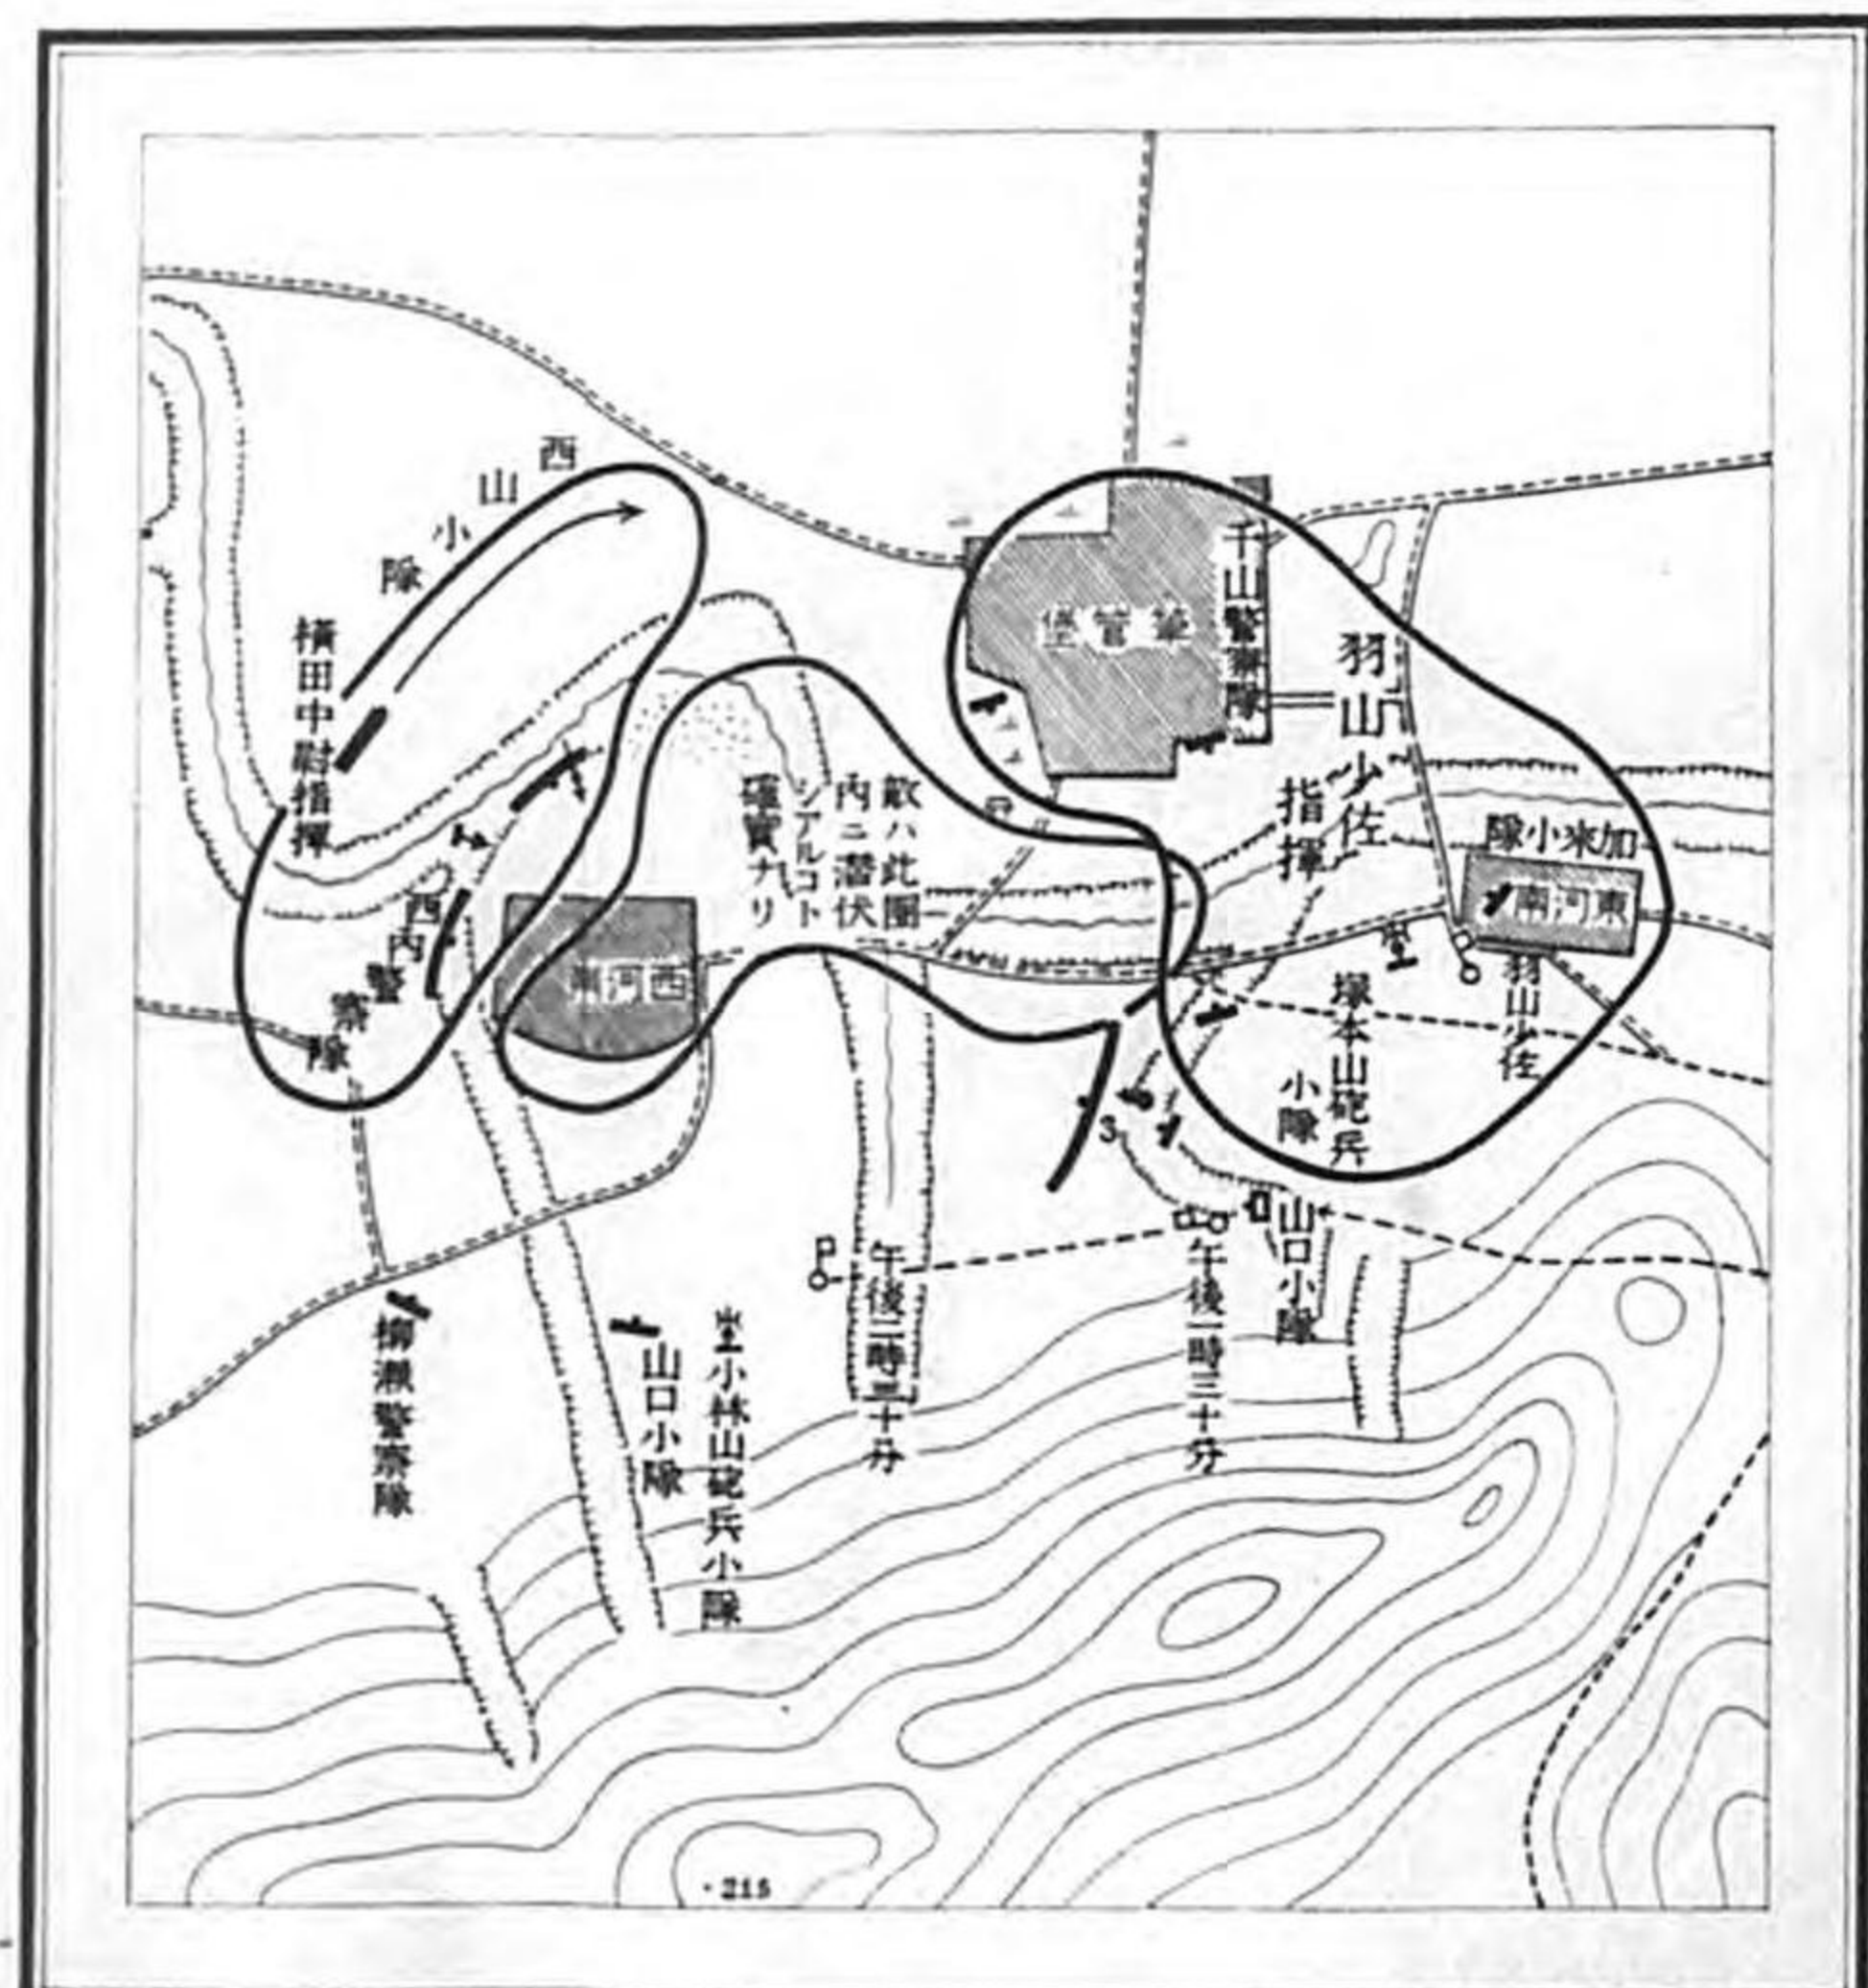 西山小隊
横田中尉指揮
千山警察隊
筆管堡
羽山少佐
指揮
敵ハ此圏
内ニ潜伏
シアルコト
確實ナリ
加来小隊
東河南
西河南
西内警察隊
羽山少佐
塚本山砲兵
小隊
3
山口小隊
午後一時三十分
午後二時三十分
小林山砲兵小隊
山口小隊
柳瀬警察隊
・215